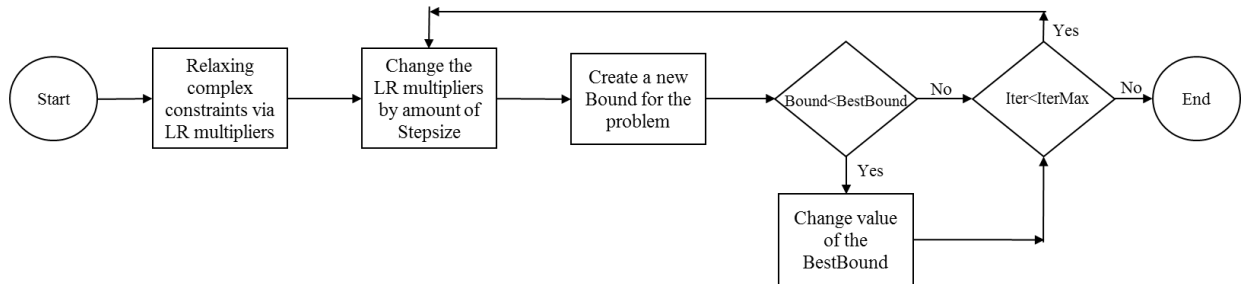 Start
Relaxing
complex
constraints via
LR multipliers
Change the
LR multipliers
by amount of
Stepsize
Create a new
Bound for the
problem
Bound<BestBound
No
Yes
Change value
of the
BestBound
Iter<IterMax
Yes
No
End